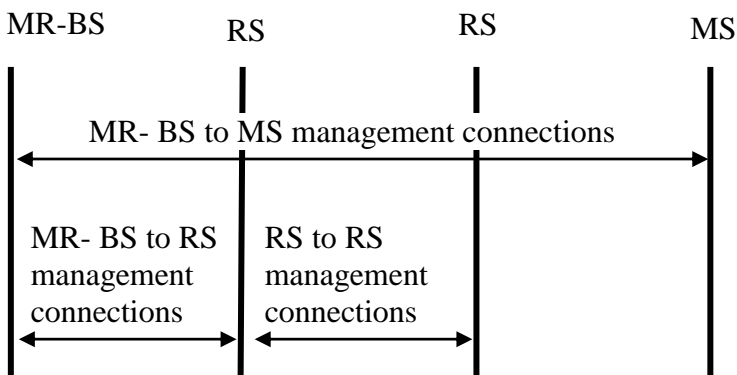 MR-BS
RS
RS
MS
MR- BS to MS management connections
MR- BS to RS
management
connections
RS to RS
management
connections